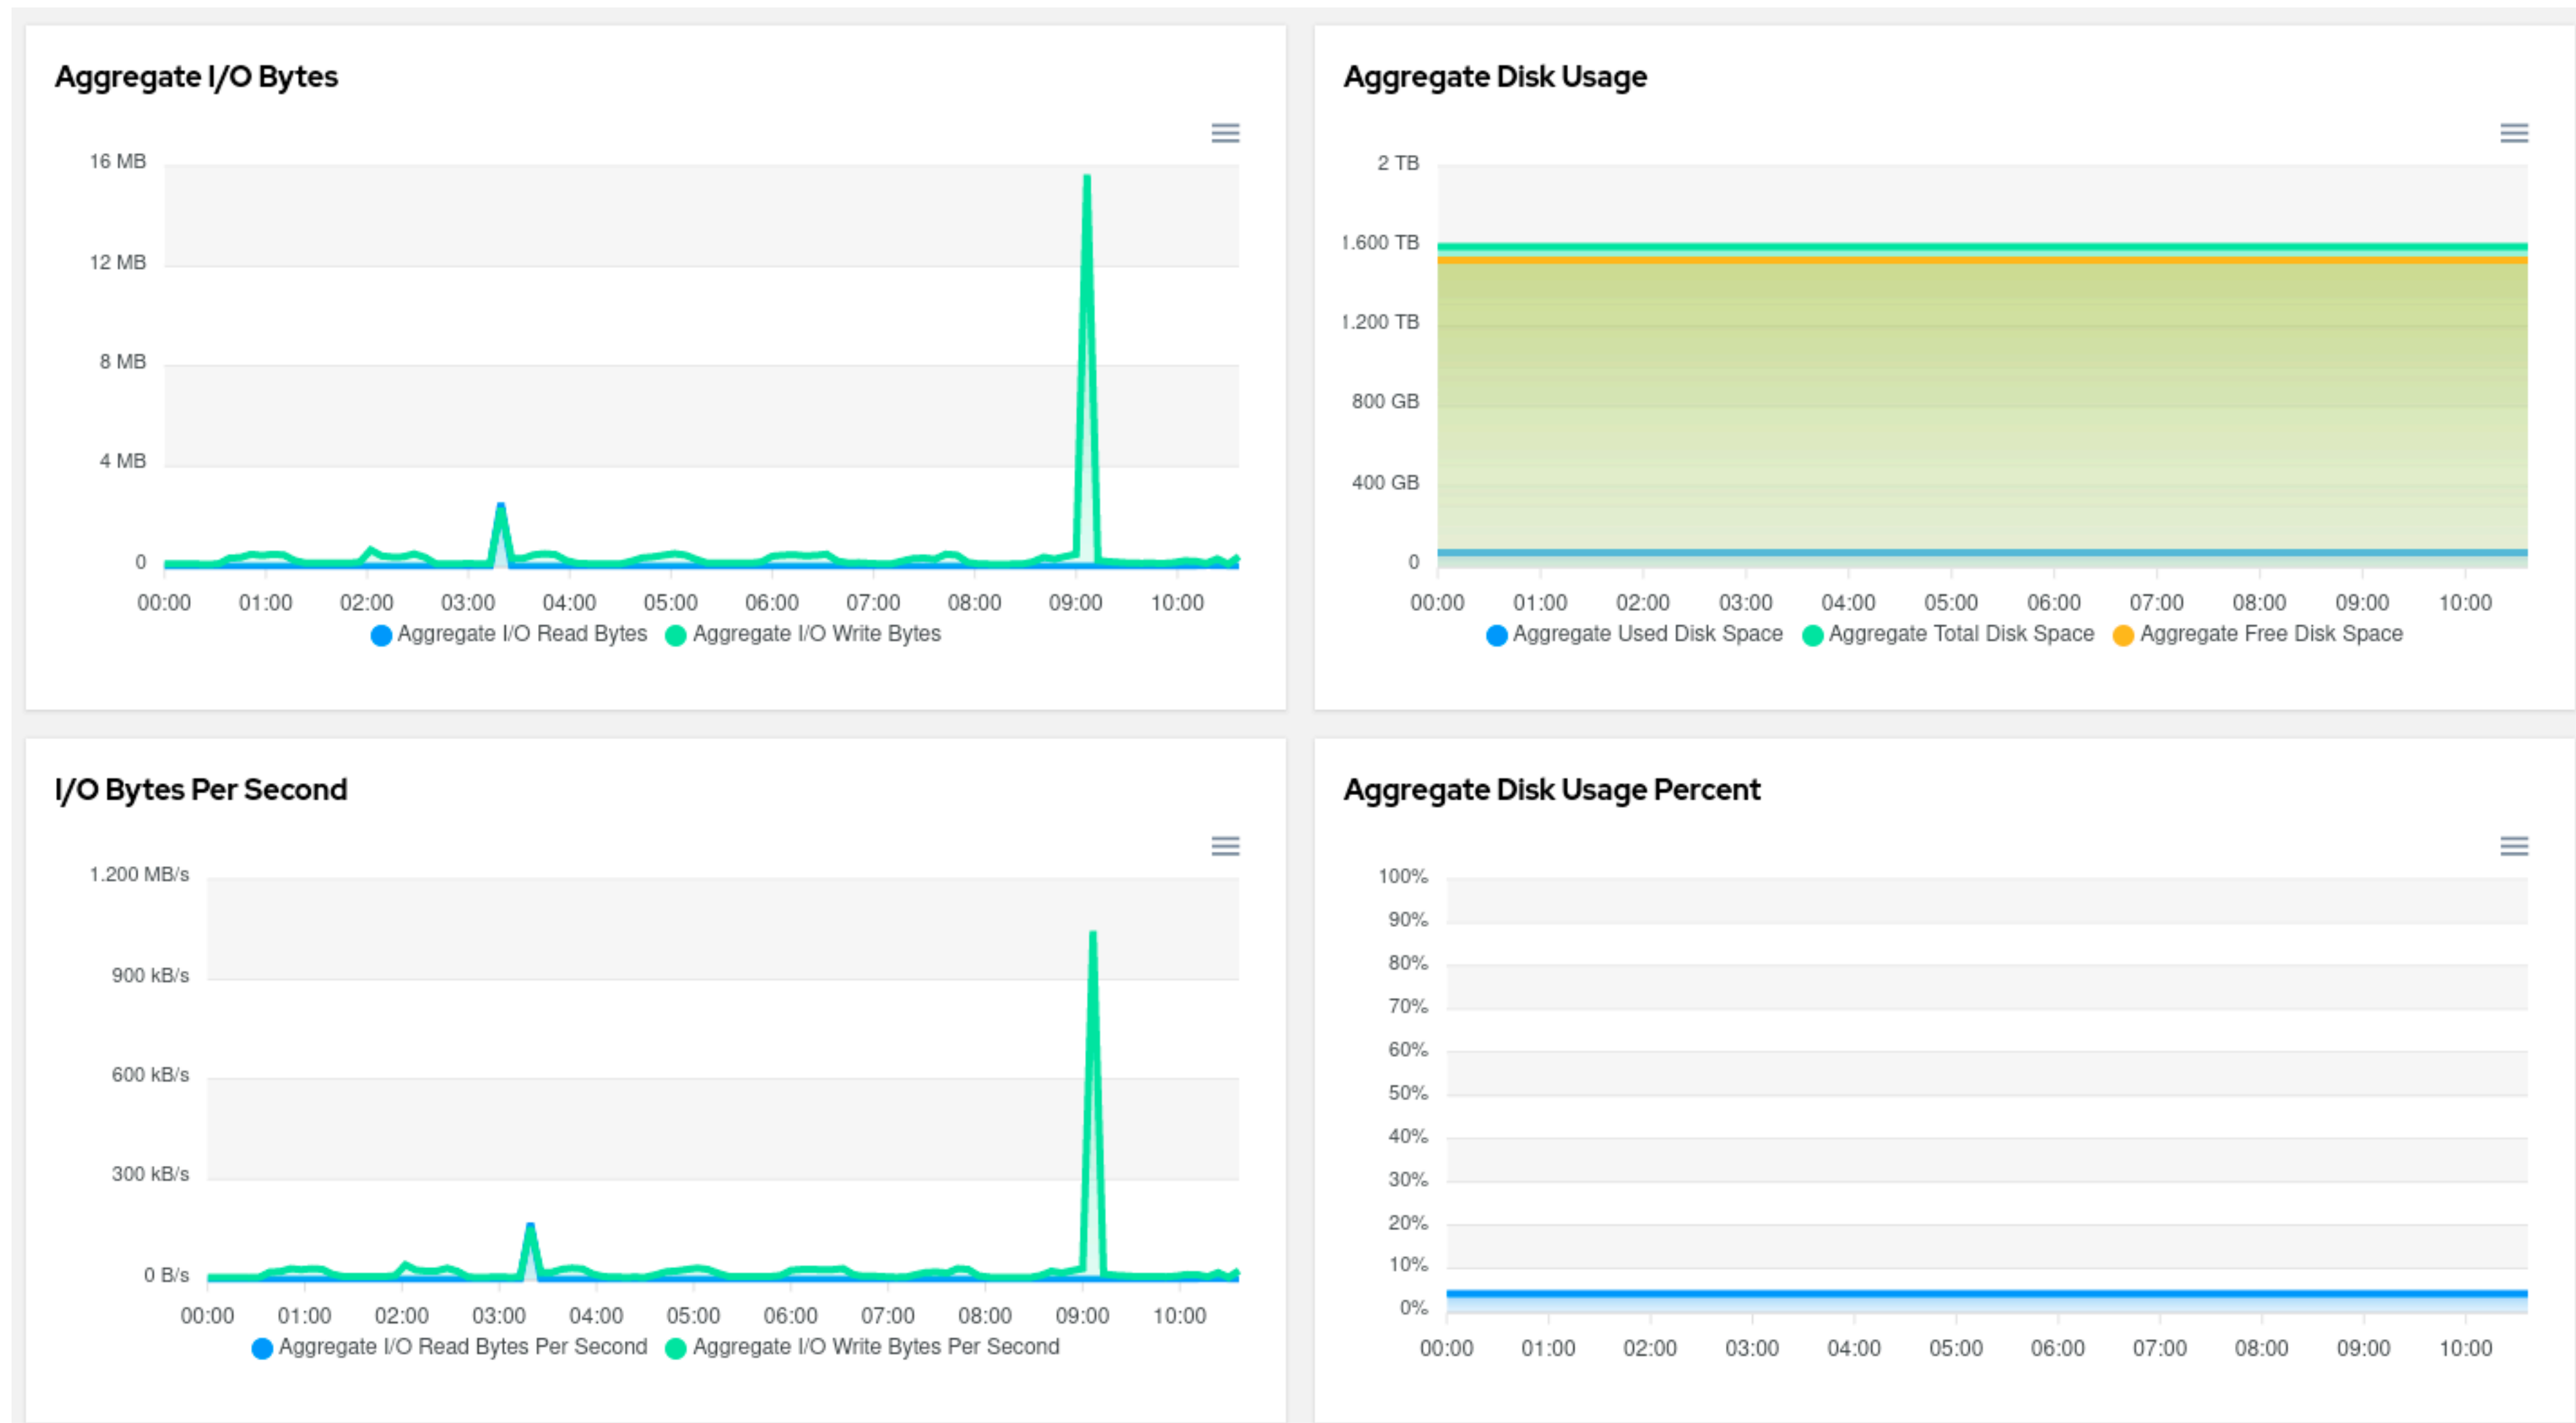 Aggregate I/O Bytes
16 MB
12 MB
8 MB
4 MB
0
00:00 01:00 02:00 03:00 04:00 05:00 06:00 07:00 08:00 09:00 10:00
Aggregate I/O Read Bytes Aggregate I/O Write Bytes
Aggregate Disk Usage
2 TB
1.600 TB
1.200 TB
800 GB
400 GB
0
00:00 01:00 02:00 03:00 04:00 05:00 06:00 07:00 08:00 09:00 10:00
Aggregate Used Disk Space Aggregate Total Disk Space Aggregate Free Disk Space
I/O Bytes Per Second
1.200 MB/s
900 kB/s
600 kB/s
300 kB/s
0 B/s
00:00 01:00 02:00 03:00 04:00 05:00 06:00 07:00 08:00 09:00 10:00
Aggregate I/O Read Bytes Per Second Aggregate I/O Write Bytes Per Second
Aggregate Disk Usage Percent
100%
90%
80%
70%
60%
50%
40%
30%
20%
10%
0%
00:00 01:00 02:00 03:00 04:00 05:00 06:00 07:00 08:00 09:00 10:00